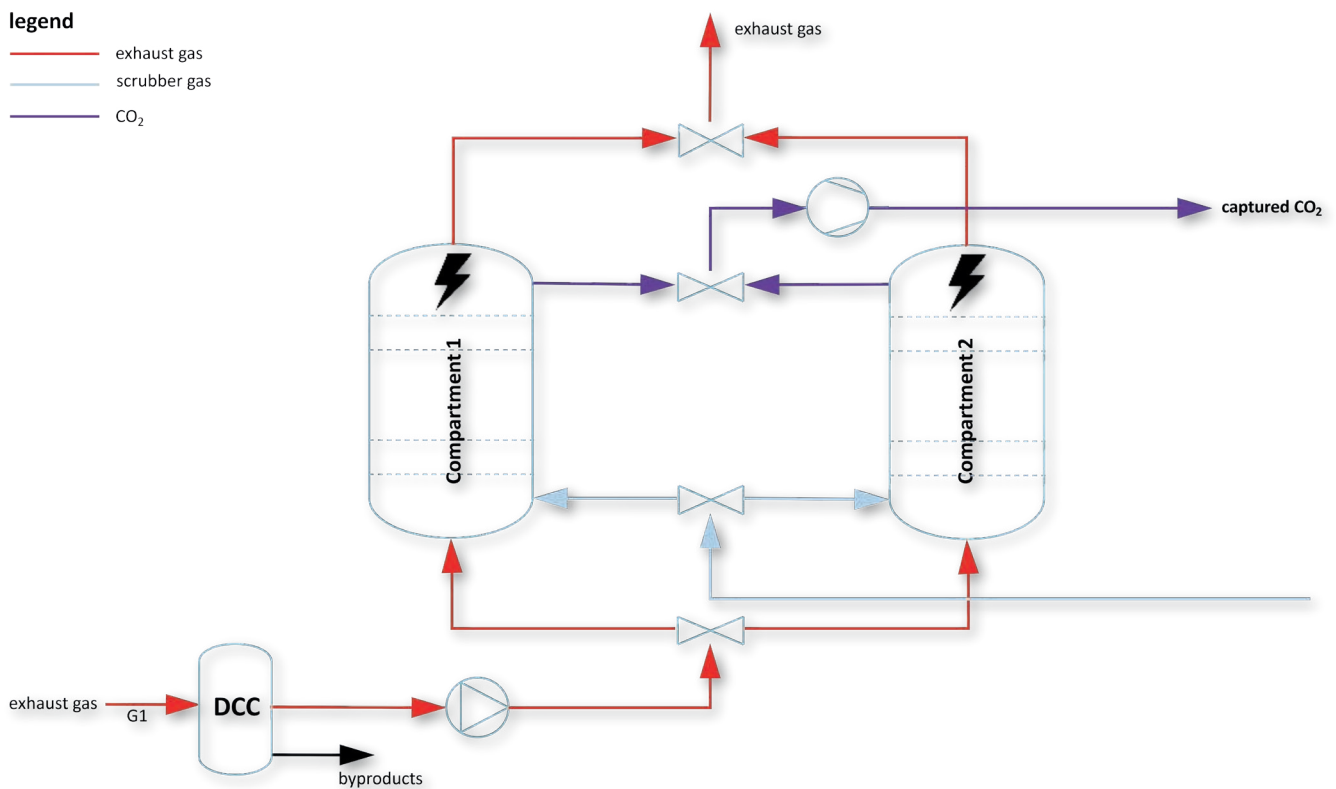 legend
exhaust gas
scrubber gas
CO₂
exhaust gas
captured CO₂
Compartment 1
Compartment 2
exhaust gas
G1
DCC
byproducts